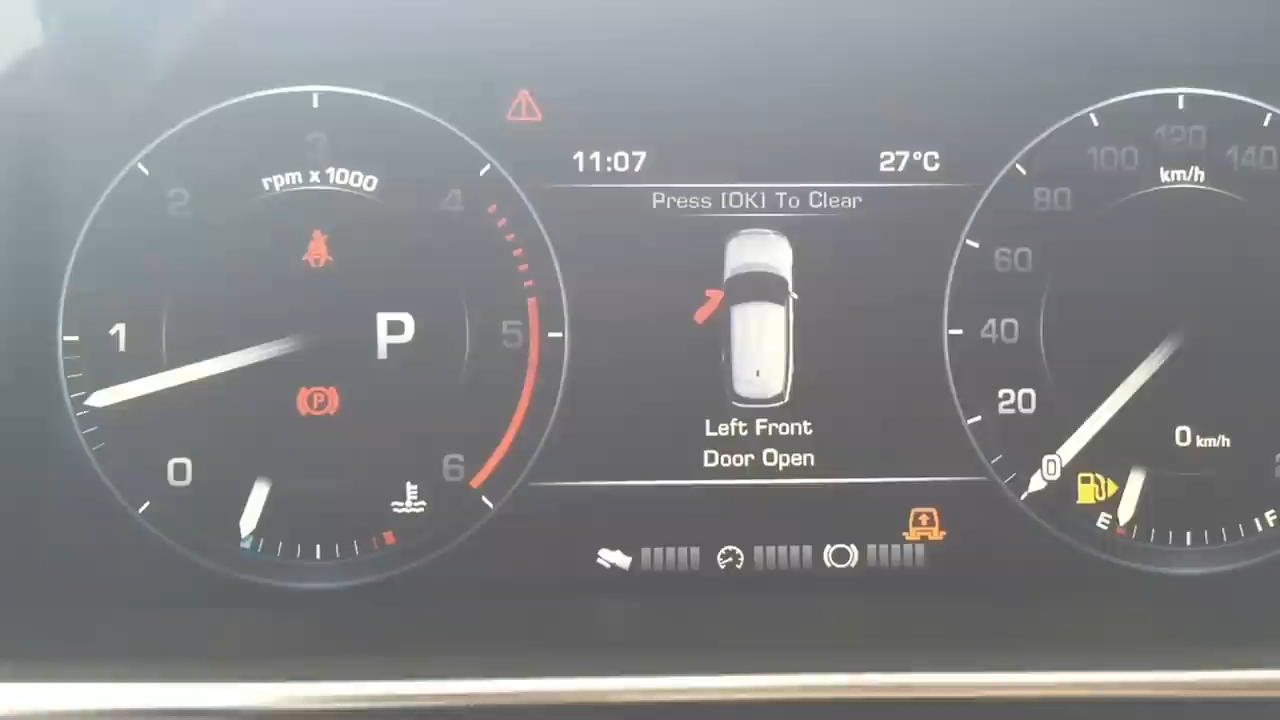 3
2
rpm x 1000
4
1
P
5
P
0
6
11:07
27°C
Press [OK] To Clear
Left Front
Door Open
120
100
140
km/h
80
60
40
20
0
0 km/h
E
F